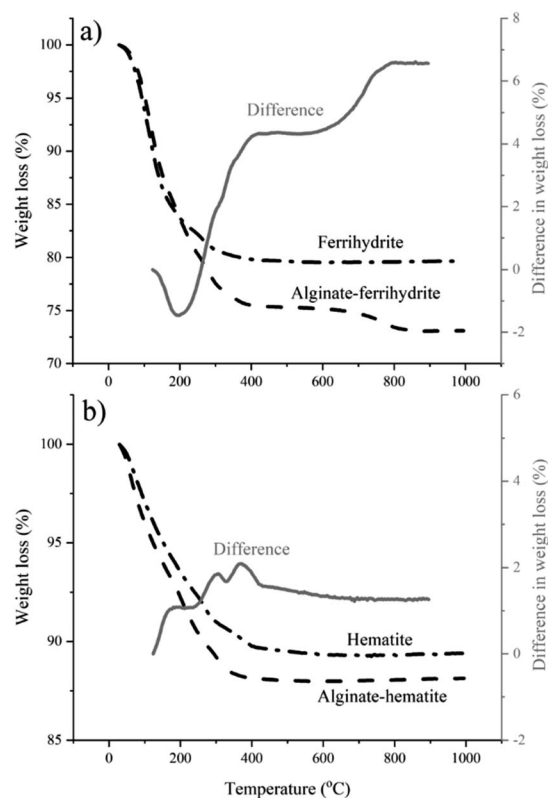 a)
100
95
90
85
80
75
70
Weight loss (%)
8
6
4
2
0
-2
Difference in weight loss (%)
Difference
Ferrihydrite
Alginate-ferrihydrite
0 200 400 600 800 1000
b)
100
95
90
85
Weight loss (%)
6
4
2
0
-2
Difference in weight loss (%)
Difference
Hematite
Alginate-hematite
0 200 400 600 800 1000
Temperature (°C)